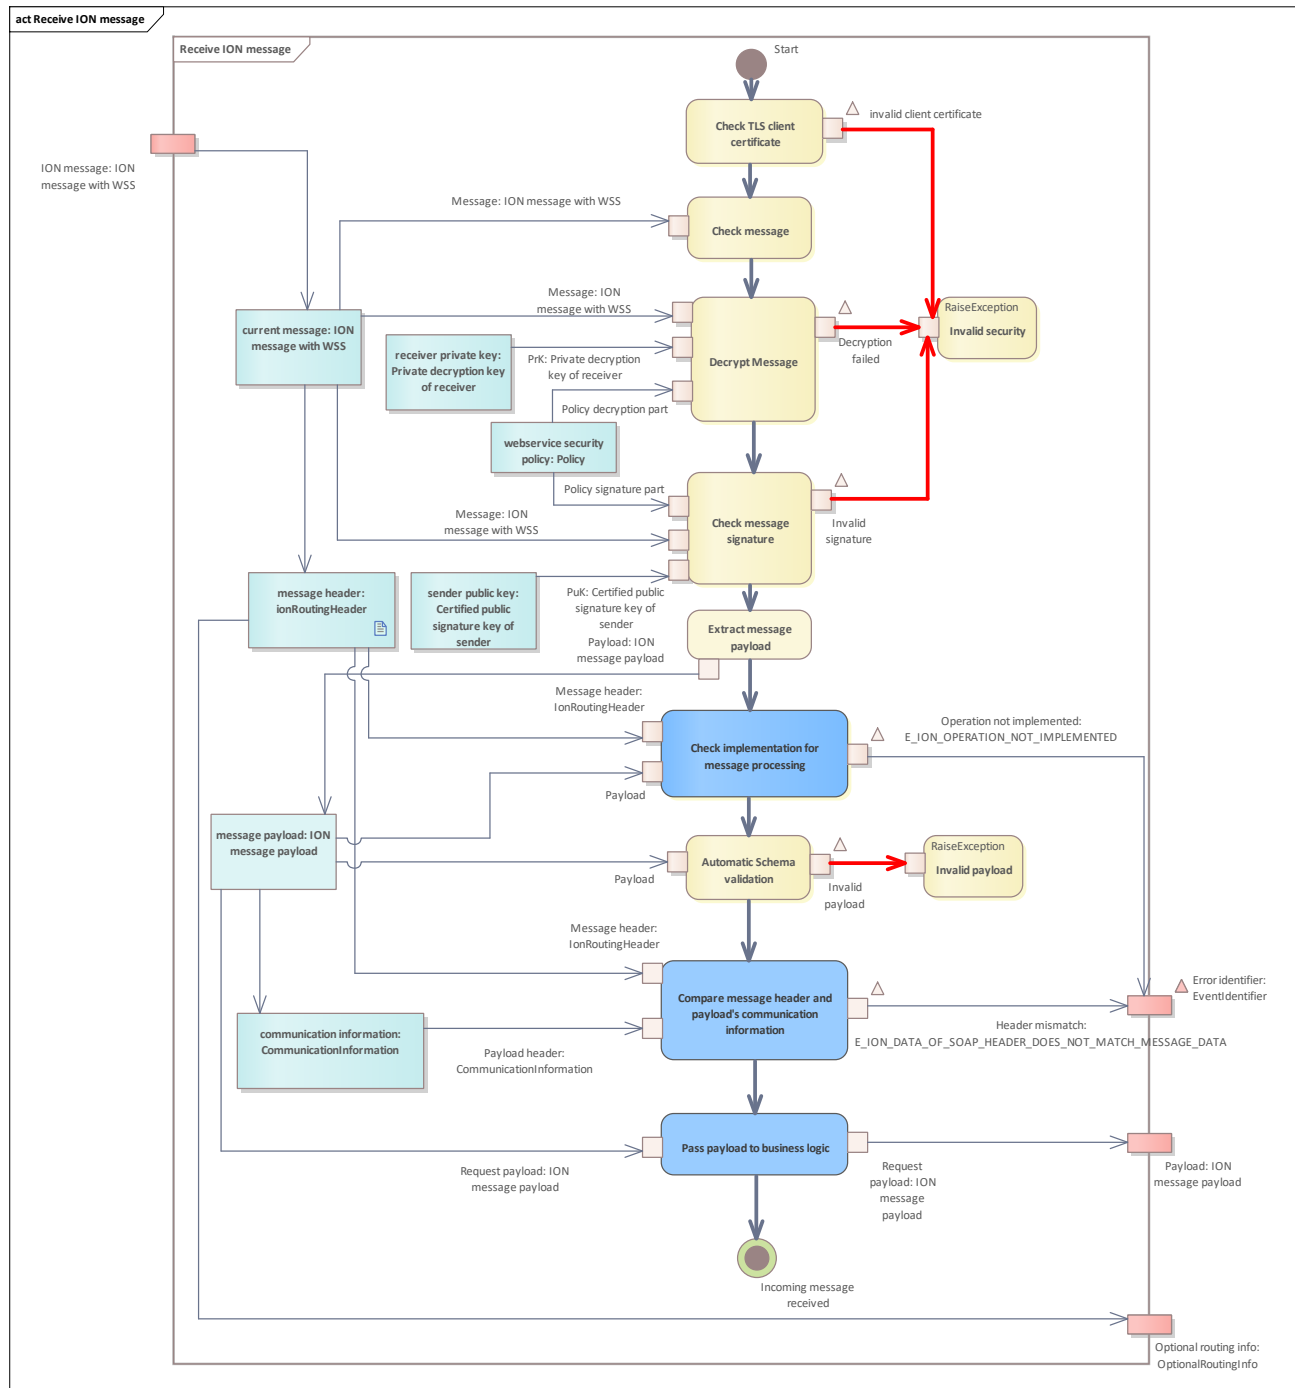 act Receive ION message
Receive ION message
Start
Check TLS client
certificate
invalid client certificate
ION message: ION
message with WSS
Message: ION message with WSS
Check message
current message: ION
message with WSS
Message: ION
message with WSS
receiver private key:
Private decryption key
of receiver
PrK: Private decryption
key of receiver
Policy decryption part
Decrypt Message
Decryption
failed
RaiseException
Invalid security
webservice security
policy: Policy
Policy signature part
Message: ION
message with WSS
Check message
signature
Invalid
signature
message header:
ionRoutingHeader
sender public key:
Certified public
signature key of
sender
PuK: Certified public
signature key of
sender
Extract message
payload
Payload: ION
message payload
Message header:
IonRoutingHeader
Check implementation for
message processing
Operation not implemented:
E_ION_OPERATION_NOT_IMPLEMENTED
Payload
message payload: ION
message payload
Payload
Automatic Schema
validation
Invalid
payload
RaiseException
Invalid payload
Message header:
IonRoutingHeader
Compare message header and
payload's communication
information
Error identifier:
EventIdentifier
Header mismatch:
E_ION_DATA_OF_SOAP_HEADER_DOES_NOT_MATCH_MESSAGE_DATA
communication information:
CommunicationInformation
Payload header:
CommunicationInformation
Pass payload to business logic
Request payload: ION
message payload
Request
payload: ION
message
payload
Payload: ION
message payload
Incoming message
received
Optional routing info:
OptionalRoutingInfo